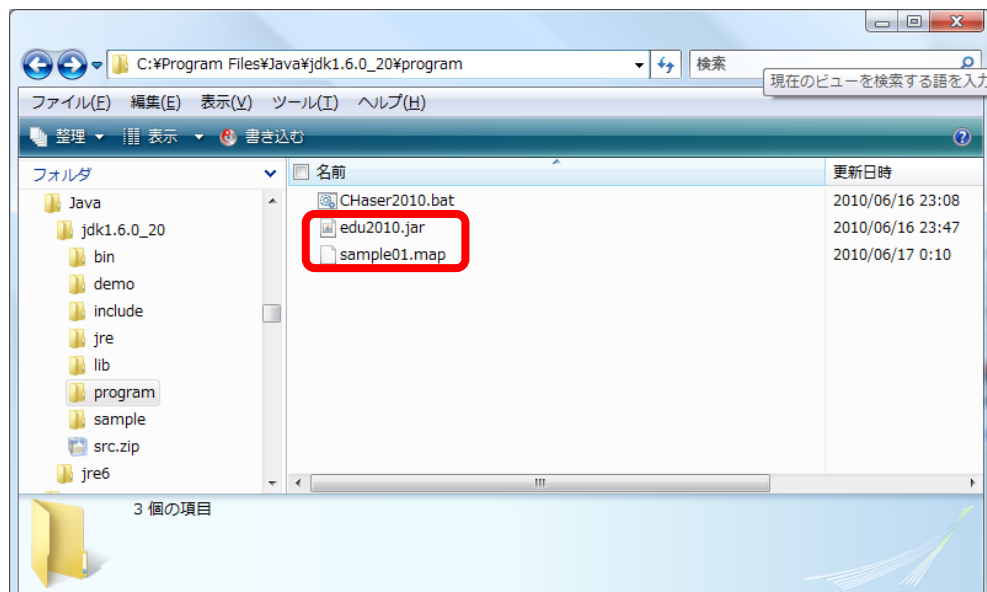 C:¥Program Files¥Java¥jdk1.6.0_20¥program
検索
現在のビューを検索する語を入力
ファイル(F) 編集(E) 表示(V) ツール(T) ヘルプ(H)
整理 表示 書き込む
フォルダ
名前 更新日時
Java
jdk1.6.0_20
bin
demo
include
jre
lib
program
sample
src.zip
jre6
CHaser2010.bat 2010/06/16 23:08
edu2010.jar 2010/06/16 23:47
sample01.map 2010/06/17 0:10
3 個の項目